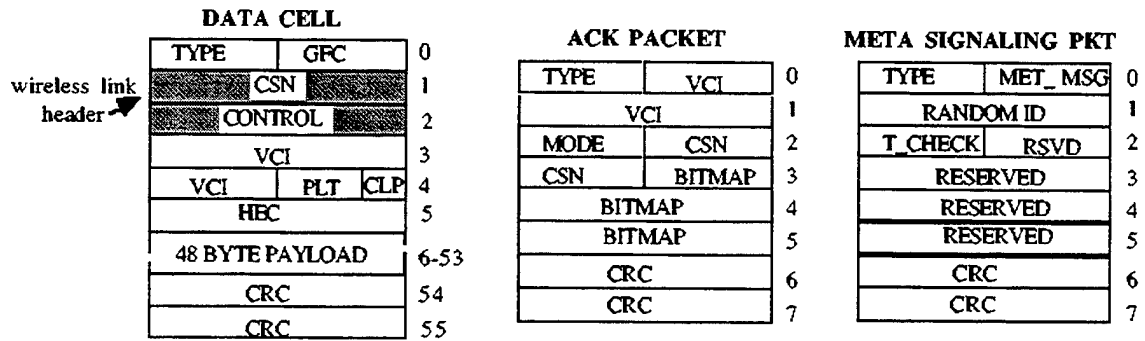 DATA CELL
TYPE GFC 0
wireless link header
CSN 1
CONTROL 2
VCI 3
VCI PLT CLP 4
HEC 5
48 BYTE PAYLOAD 6-53
CRC 54
CRC 55
ACK PACKET
TYPE VCI 0
VCI 1
MODE CSN 2
CSN BITMAP 3
BITMAP 4
BITMAP 5
CRC 6
CRC 7
META SIGNALING PKT
TYPE MET_MSG 0
RANDOM ID 1
T_CHECK RSVD 2
RESERVED 3
RESERVED 4
RESERVED 5
CRC 6
CRC 7